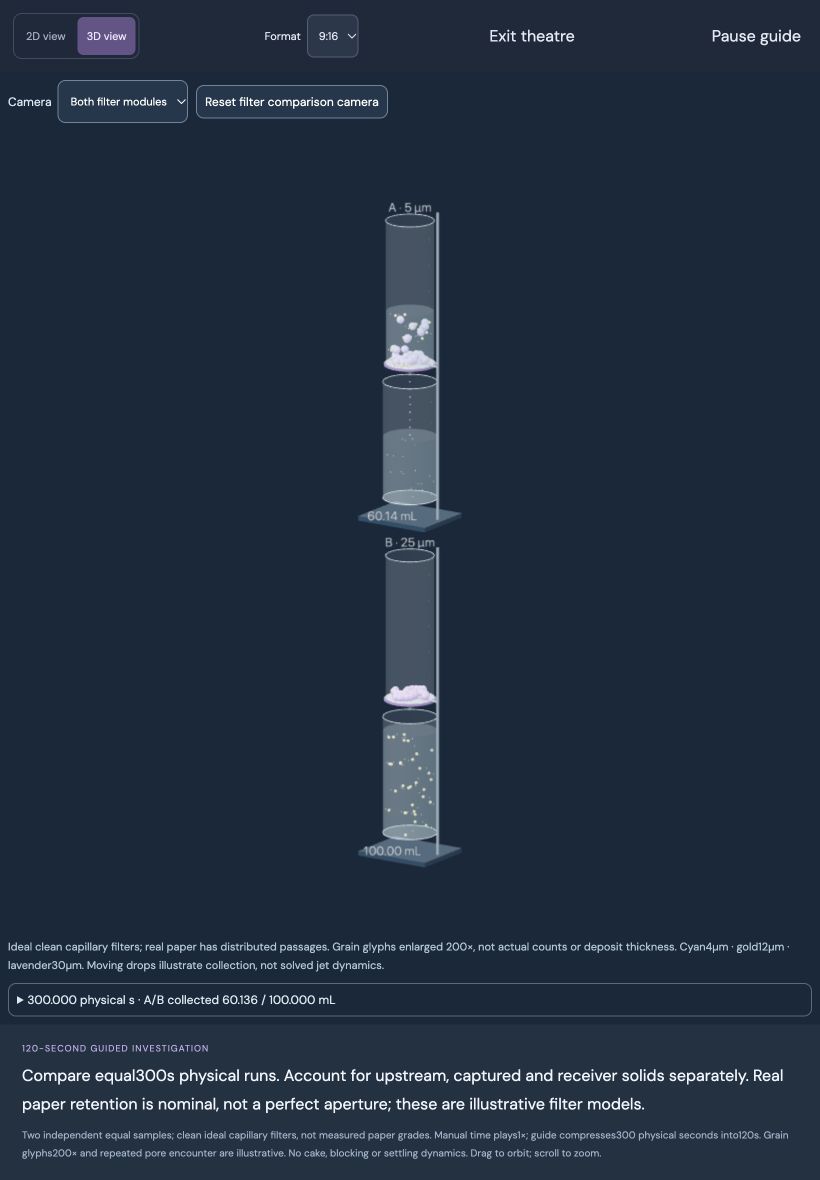 2D view
3D view
Format
9:16
Exit theatre
Pause guide
Camera
Both filter modules
Reset filter comparison camera
A · 5 µm
60.14 mL
B · 25 µm
100.00 mL
Ideal clean capillary filters; real paper has distributed passages. Grain glyphs enlarged 200×, not actual counts or deposit thickness. Cyan4µm · gold12µm ·
lavender30µm. Moving drops illustrate collection, not solved jet dynamics.
300.000 physical s · A/B collected 60.136 / 100.000 mL
120-SECOND GUIDED INVESTIGATION
Compare equal300s physical runs. Account for upstream, captured and receiver solids separately. Real
paper retention is nominal, not a perfect aperture; these are illustrative filter models.
Two independent equal samples; clean ideal capillary filters, not measured paper grades. Manual time plays1×; guide compresses300 physical seconds into120s. Grain
glyphs200× and repeated pore encounter are illustrative. No cake, blocking or settling dynamics. Drag to orbit; scroll to zoom.